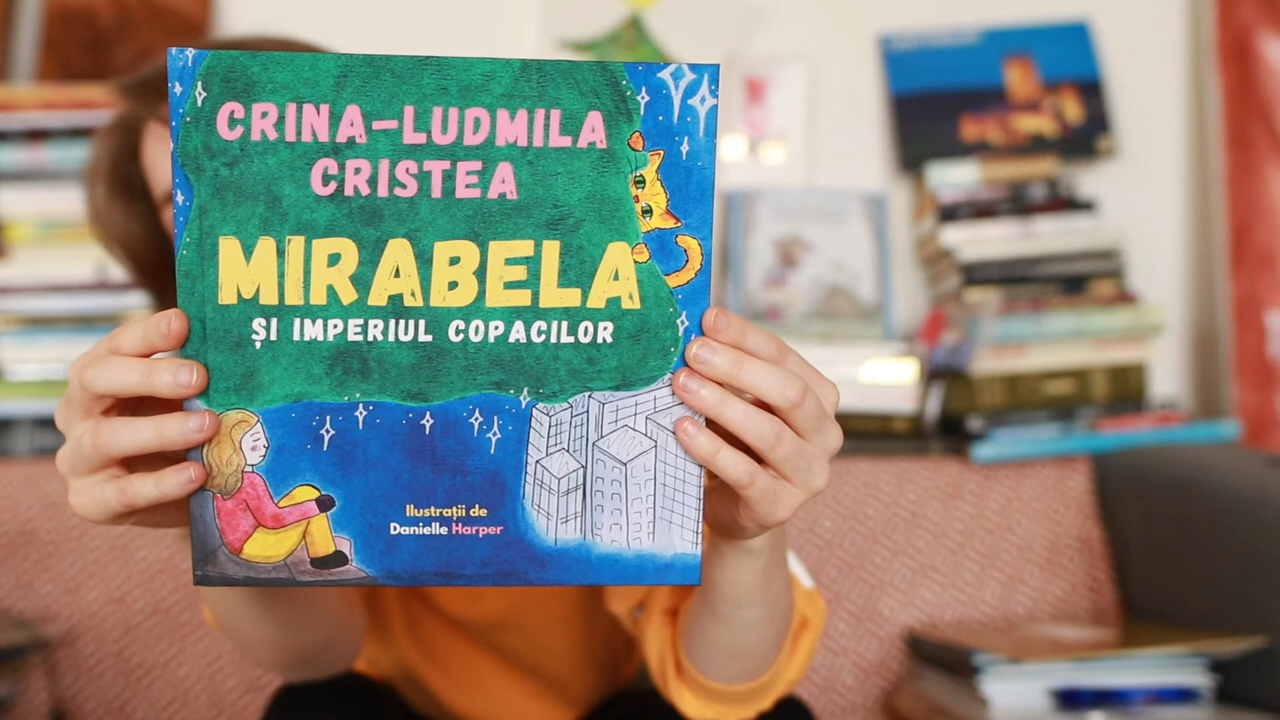 CRINA-LUDMILA
CRISTEA
MIRABELA
ȘI IMPERIUL COPACILOR
Ilustrații de
Danielle Harper